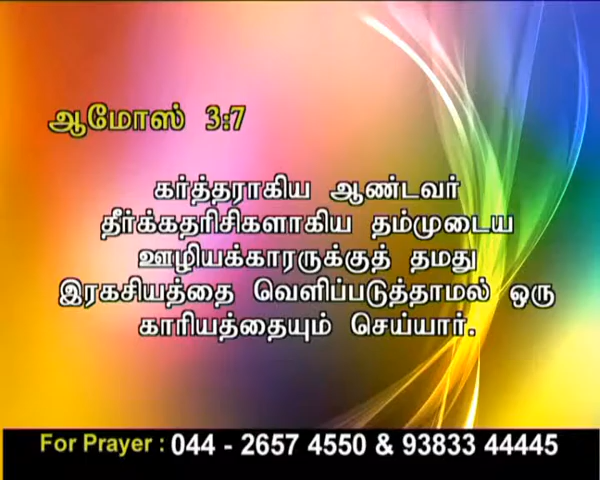 ஆமோஸ் 3:7
கர்த்தராகிய ஆண்டவர்
தீர்க்கதரிசிகளாகிய தம்முடைய
ஊழியக்காரருக்குத் தமது
இரகசியத்தை வெளிப்படுத்தாமல் ஒரு
காரியத்தையும் செய்யார்.
For Prayer : 044 - 2657 4550 & 93833 44445